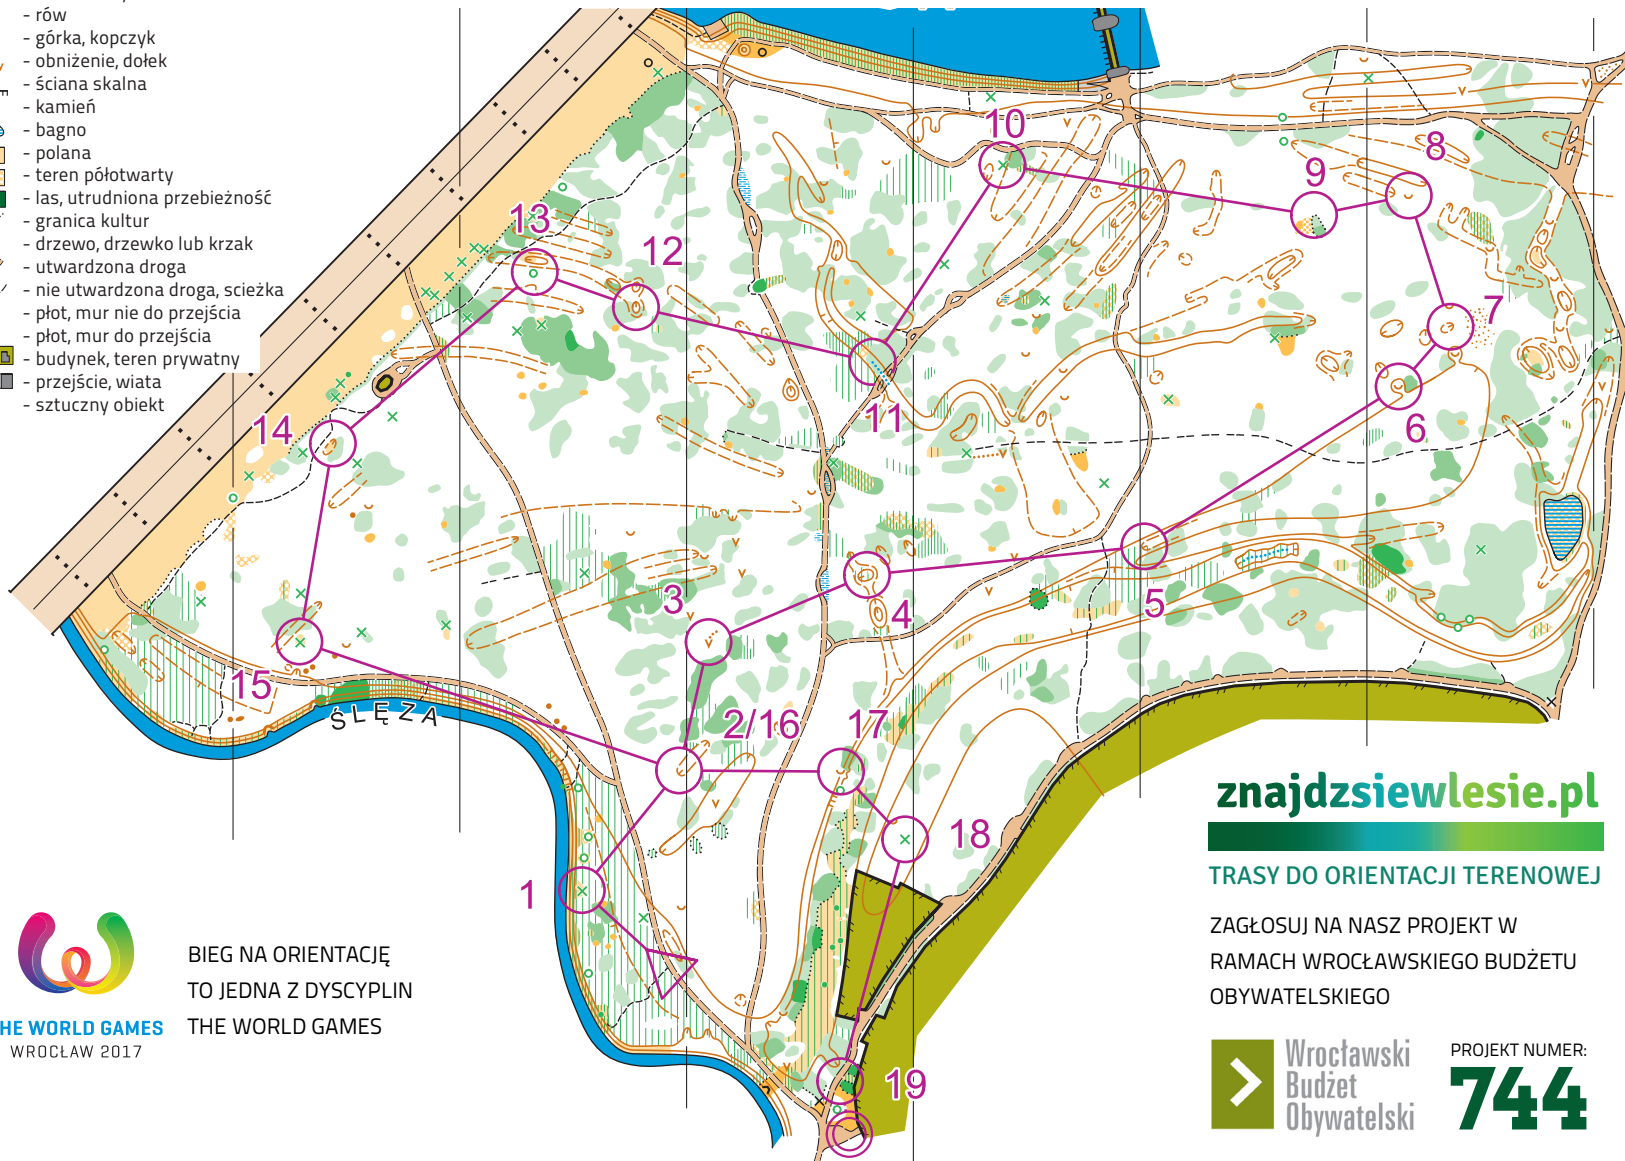 - rów
- górka, kopczyk
- obniżenie, dołek
- ściana skalna
- kamień
- bagno
- polana
- teren półotwarty
- las, utrudniona przebieżność
- granica kultur
- drzewo, drzewko lub krzak
- utwardzona droga
- nie utwardzona droga, scieżka
- płot, mur nie do przejścia
- płot, mur do przejścia
- budynek, teren prywatny
- przejście, wiata
- sztuczny obiekt
10
8
9
13
12
7
14
11
6
3
4
5
15
2/16
17
ŚLĘZA
18
1
19
znajdzsiewlesie.pl
TRASY DO ORIENTACJI TERENOWEJ
ZAGŁOSUJ NA NASZ PROJEKT W
RAMACH WROCŁAWSKIEGO BUDŻETU
OBYWATELSKIEGO
BIEG NA ORIENTACJĘ
TO JEDNA Z DYSCYPLIN
THE WORLD GAMES
HE WORLD GAMES
WROCŁAW 2017
Wrocławski
Budżet
Obywatelski
PROJEKT NUMER:
744